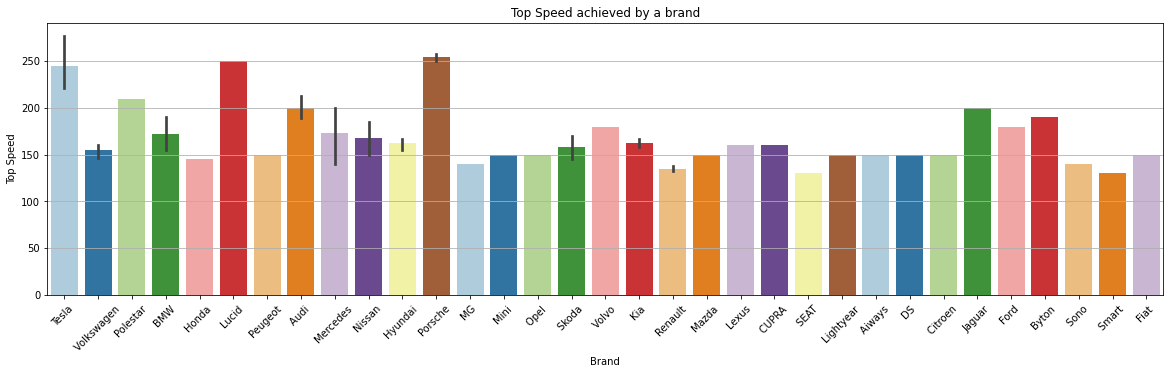 Top Speed achieved by a brand
Top Speed
250
200
150
100
50
0
Tesla
Volkswagen
Polestar
BMW
Honda
Lucid
Peugeot
Audi
Mercedes
Nissan
Hyundai
Porsche
MG
Mini
Opel
Skoda
Volvo
Kia
Renault
Mazda
Lexus
CUPRA
SEAT
Lightyear
Aiways
DS
Citroen
Jaguar
Ford
Byton
Sono
Smart
Fiat
Brand